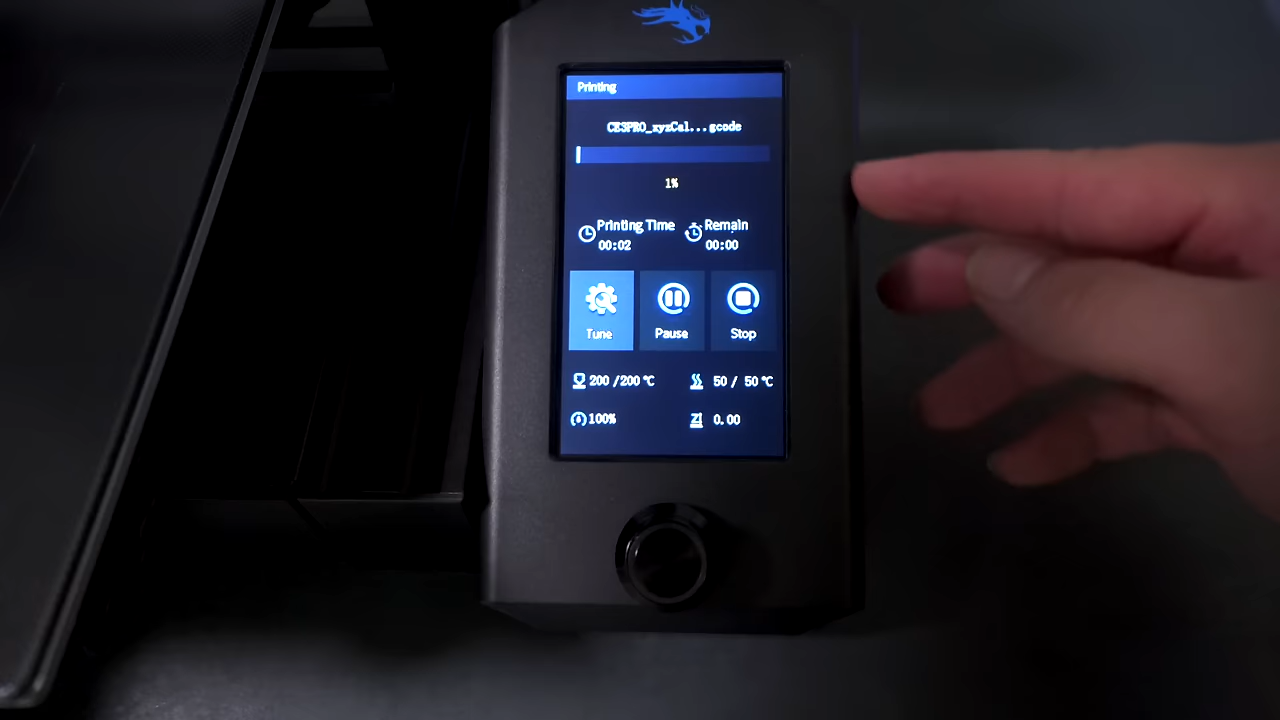 Printing
CE3PRO_xyzCal...gcode
1%
Printing Time
00:02
Remain
00:00
Tune
Pause
Stop
200 /200 ℃
50 / 50 ℃
100%
0.00